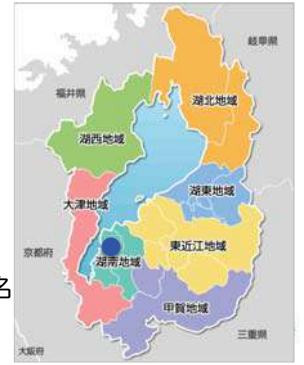 岐阜県
福井県
湖北地域
湖西地域
湖東地域
大津地域
京都府
東近江地域
湖南地域
名
甲賀地域
三重県
大阪府